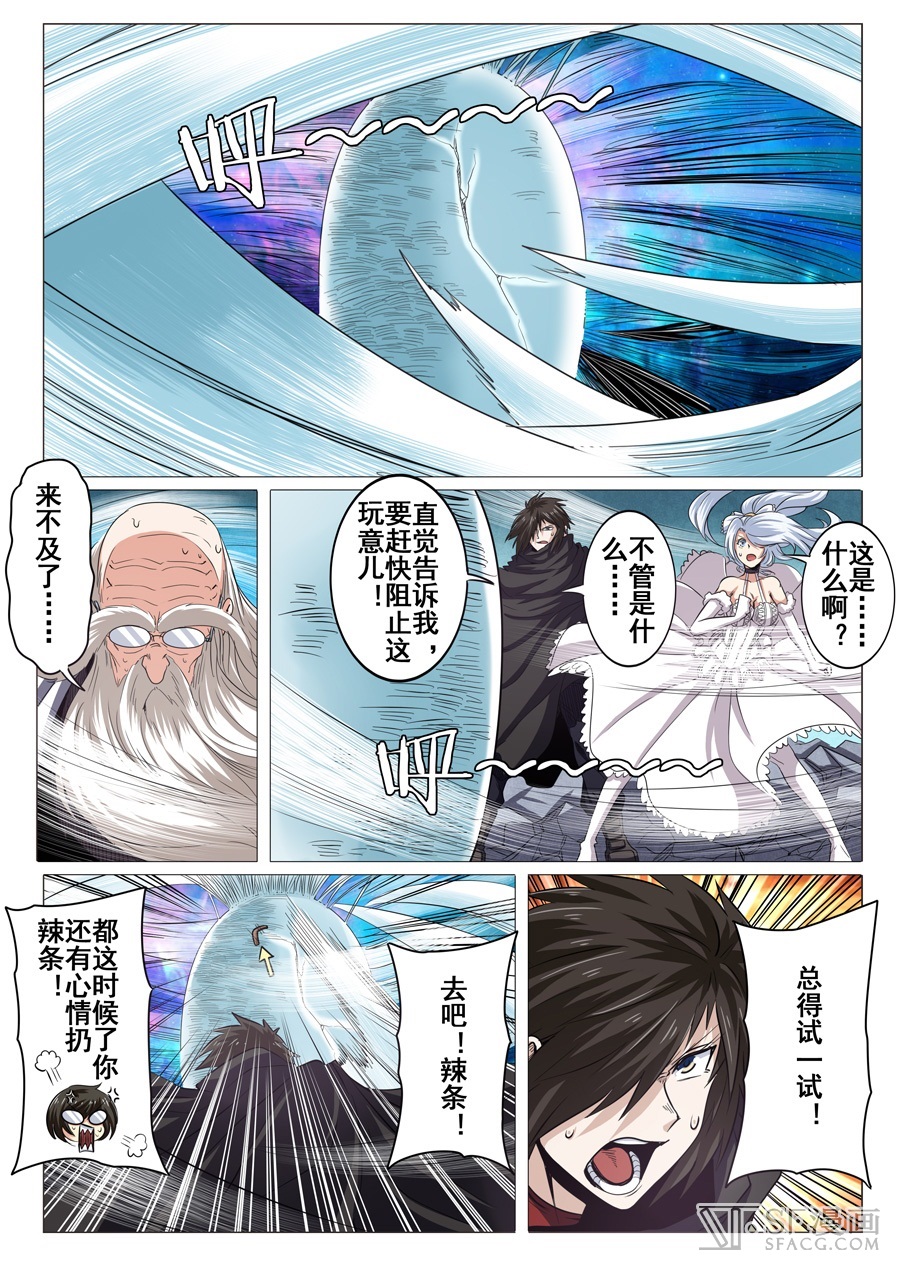 呼～～～
这是……
什么啊？
不管是什
么……
直觉告诉我，
要赶快阻止这
玩意儿！
呼～～～
来不及了……
总得试一试！
去吧！辣条！
都这时候了你
还有心情扔
辣条！
SF漫画
SFACG.COM